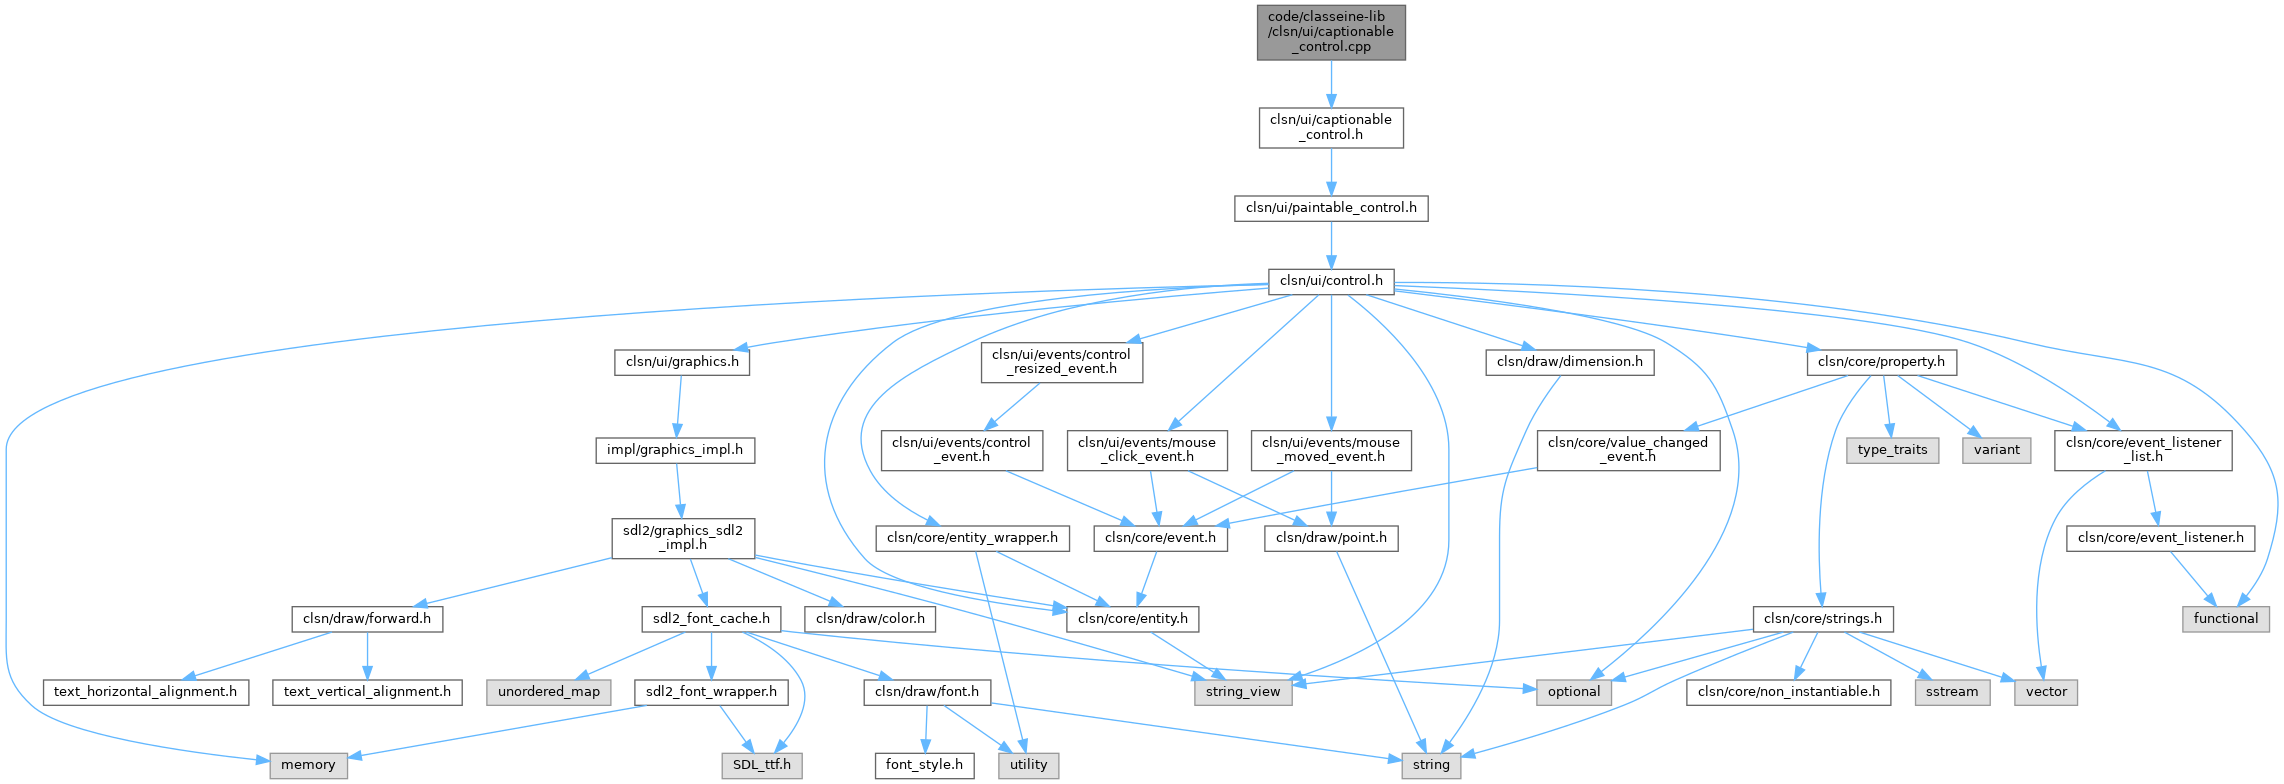 code/classeine-lib
/clsn/ui/captionable
_control.cpp
clsn/ui/captionable
_control.h
clsn/ui/paintable_control.h
clsn/ui/control.h
clsn/ui/graphics.h
clsn/ui/events/control
_resized_event.h
clsn/draw/dimension.h
clsn/core/property.h
impl/graphics_impl.h
clsn/ui/events/control
_event.h
clsn/ui/events/mouse
_click_event.h
clsn/ui/events/mouse
_moved_event.h
clsn/core/value_changed
_event.h
type_traits
variant
clsn/core/event_listener
_list.h
sdl2/graphics_sdl2
_impl.h
clsn/core/entity_wrapper.h
clsn/core/event.h
clsn/draw/point.h
clsn/core/event_listener.h
clsn/draw/forward.h
sdl2_font_cache.h
clsn/draw/color.h
clsn/core/entity.h
clsn/core/strings.h
functional
text_horizontal_alignment.h
text_vertical_alignment.h
unordered_map
sdl2_font_wrapper.h
clsn/draw/font.h
string_view
optional
clsn/core/non_instantiable.h
sstream
vector
memory
SDL_ttf.h
font_style.h
utility
string